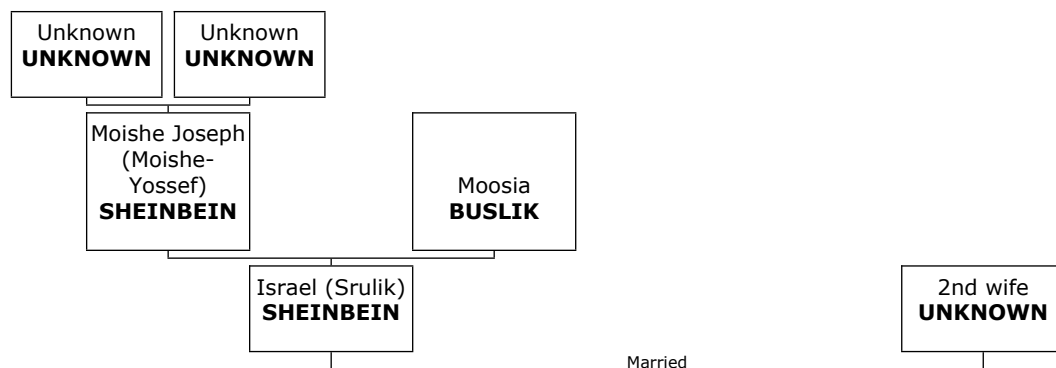 Unknown
UNKNOWN
Unknown
UNKNOWN
Moishe Joseph
(Moishe-
Yossef)
SHEINBEIN
Moosia
BUSLIK
Israel (Srulik)
SHEINBEIN
2nd wife
UNKNOWN
Married